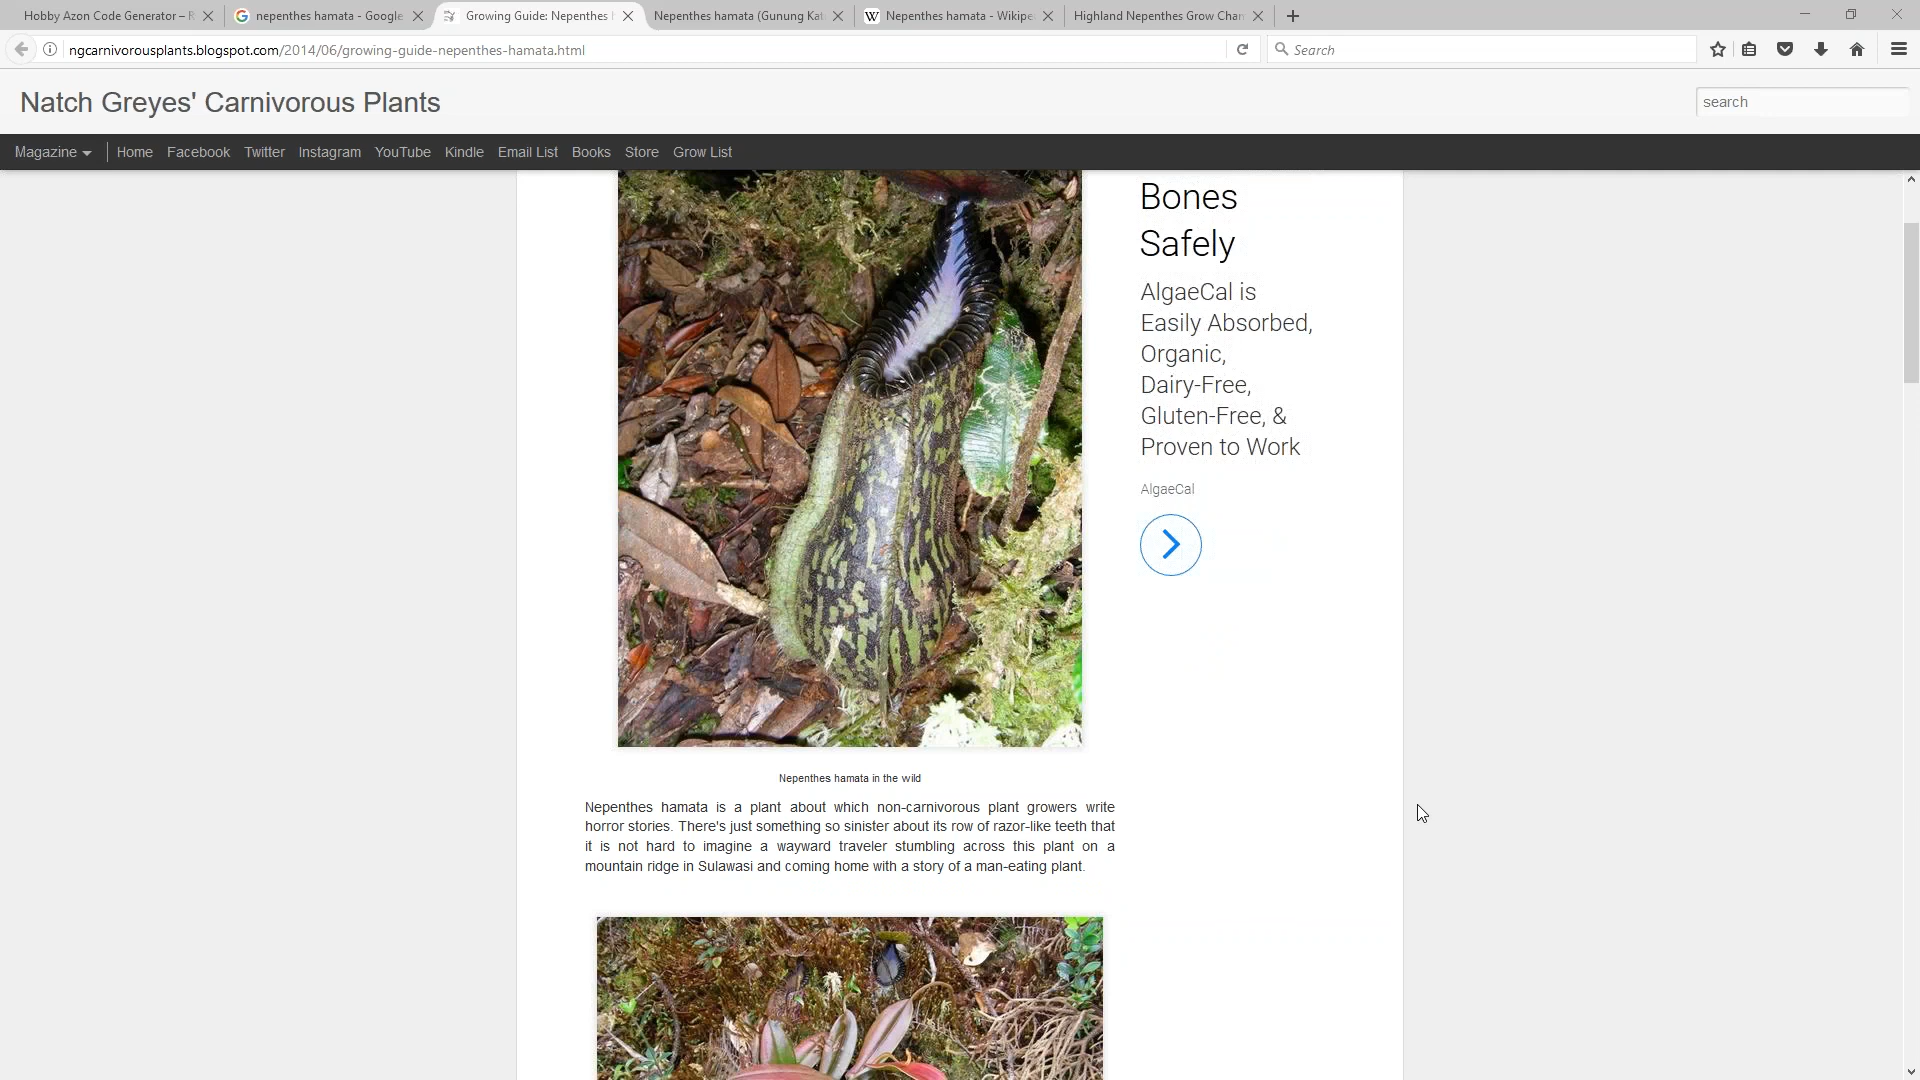 Hobby Azon Code Generator – R
nepenthes hamata - Google
Growing Guide: Nepenthes
Nepenthes hamata (Gunung Kat
W
Nepenthes hamata - Wikipe
Highland Nepenthes Grow Cham
ngcarnivorousplants.blogspot.com/2014/06/growing-guide-nepenthes-hamata.html
Search
Natch Greyes' Carnivorous Plants
search
Magazine
Home
Facebook
Twitter
Instagram
YouTube
Kindle
Email List
Books
Store
Grow List
Bones
Safely
AlgaeCal is
Easily Absorbed,
Organic,
Dairy-Free,
Gluten-Free, &
Proven to Work
AlgaeCal
Nepenthes hamata in the wild
Nepenthes hamata is a plant about which non-carnivorous plant growers write
horror stories. There's just something so sinister about its row of razor-like teeth that
it is not hard to imagine a wayward traveler stumbling across this plant on a
mountain ridge in Sulawasi and coming home with a story of a man-eating plant.